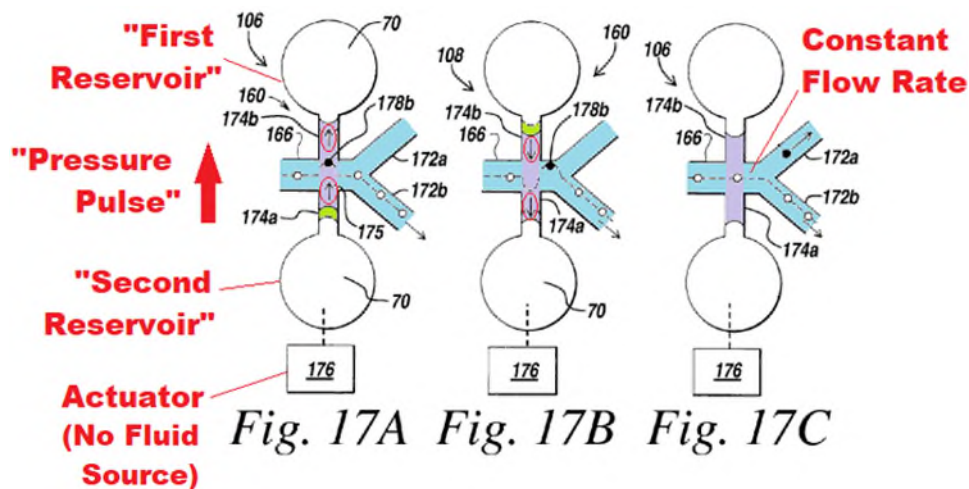 "First
Reservoir"
"Pressure
Pulse"
"Second
Reservoir"
Actuator
(No Fluid
Source)
106
70
160
174b
178b
166
172a
172b
174a
175
70
176
Fig. 17A
108
160
174b
178b
166
174a
70
176
Fig. 17B
106
Constant
Flow Rate
174b
166
172a
172b
174a
176
Fig. 17C